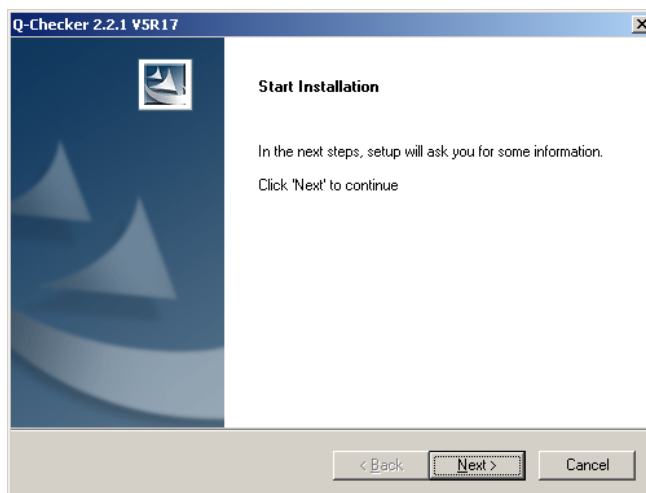 Q-Checker 2.2.1 V5R17
Start Installation
In the next steps, setup will ask you for some information.
Click 'Next' to continue
< Back
Next >
Cancel